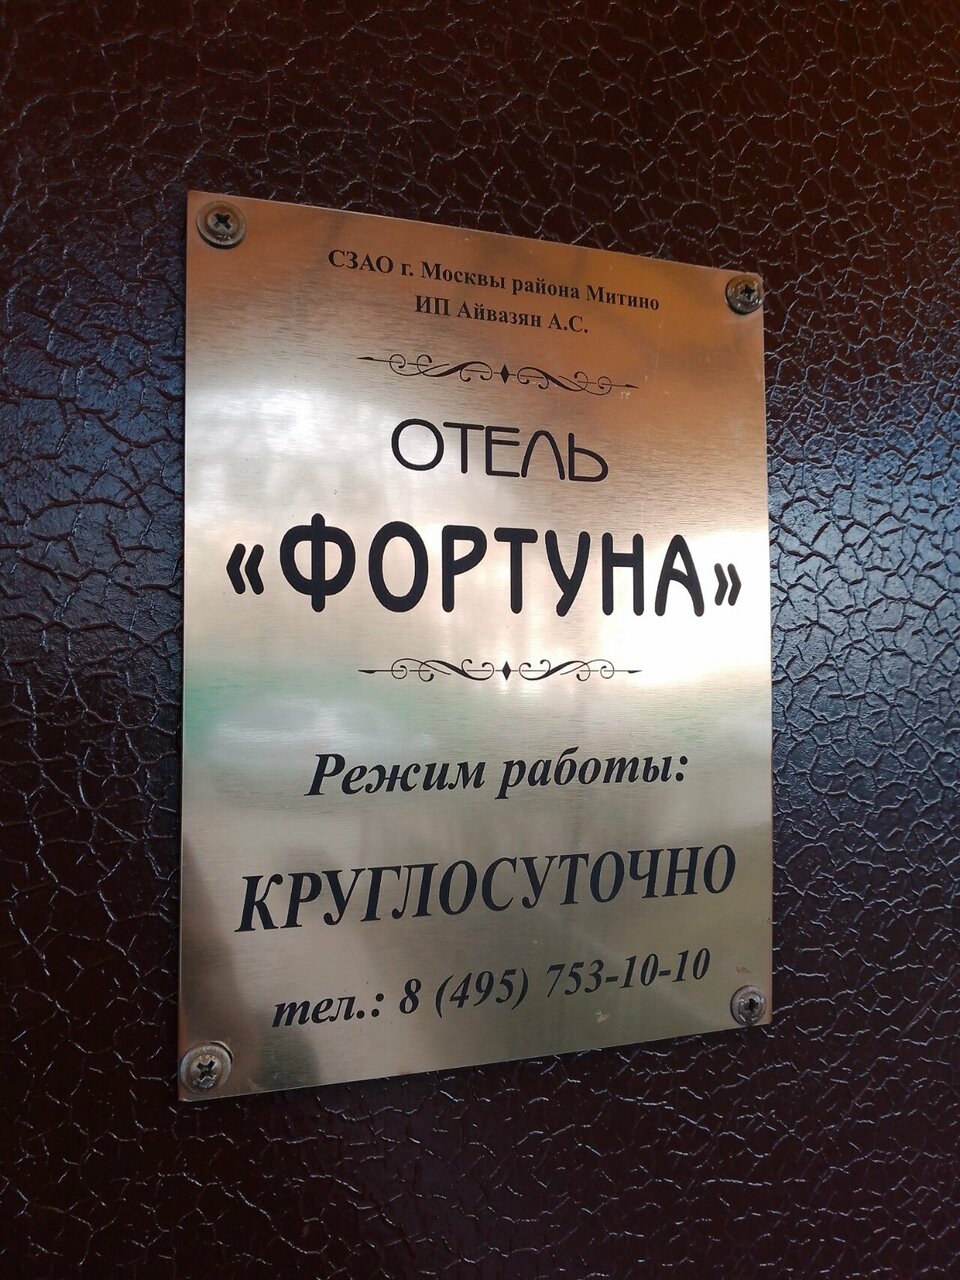 СЗАО г. Москвы района Митино
ИП Айвазян А.С.
ОТЕЛЬ
«ФОРТУНА»
Режим работы:
КРУГЛОСУТОЧНО
тел.: 8 (495) 753-10-10